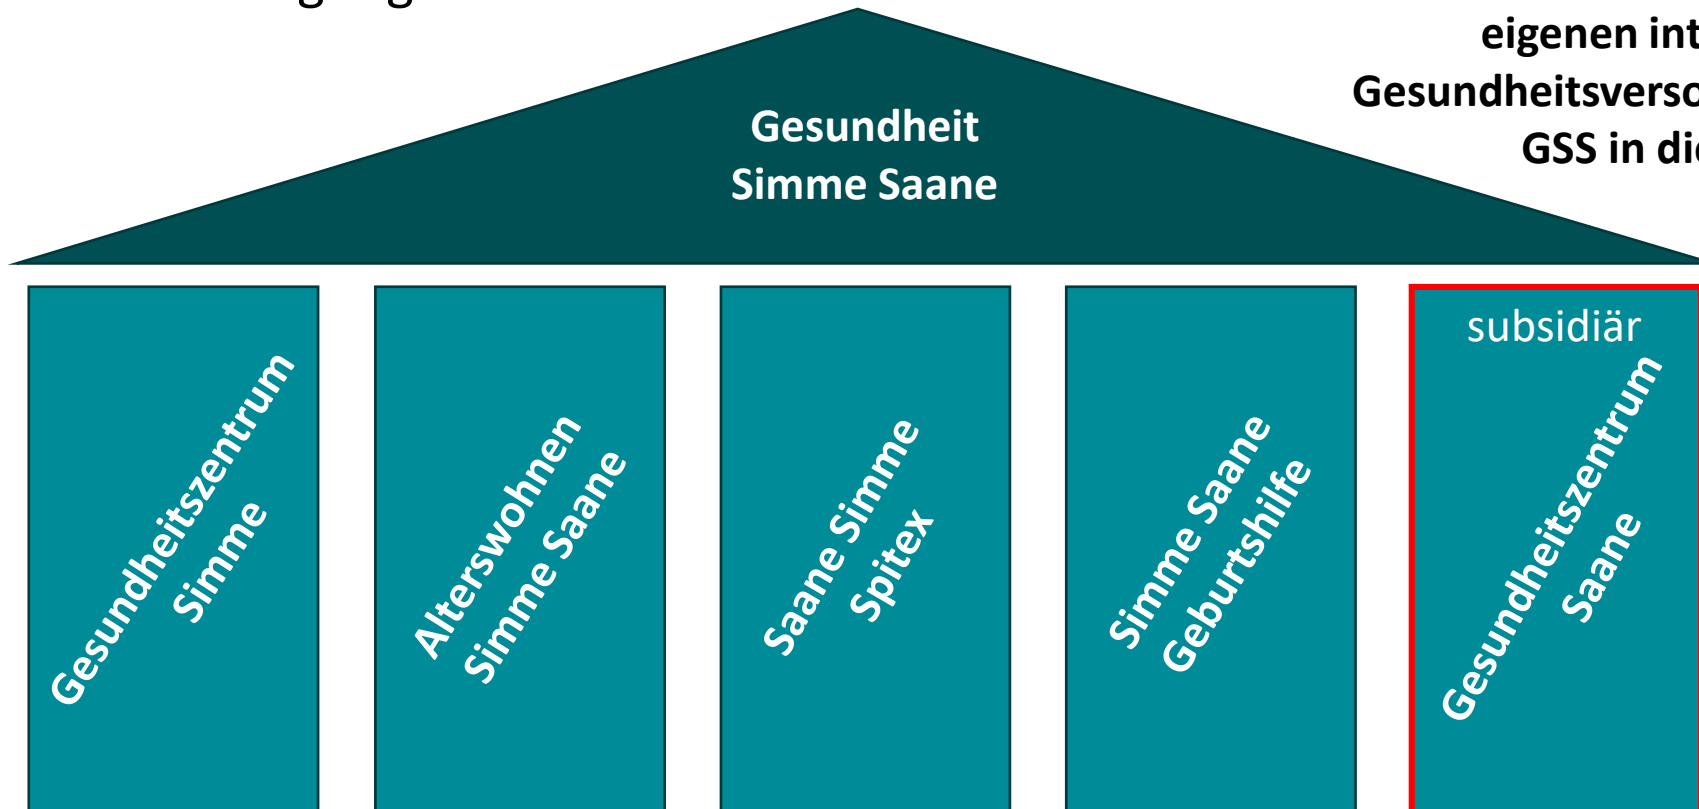 eigenen int
Gesundheitsverso
GSS in die
Gesundheit
Simme Saane
Gesundheitszentrum
Simme
Alterswohnen
Simme Saane
Saane Simme
Spitex
Simme Saane
Geburtshilfe
subsidiär
Gesundheitszentrum
Saane